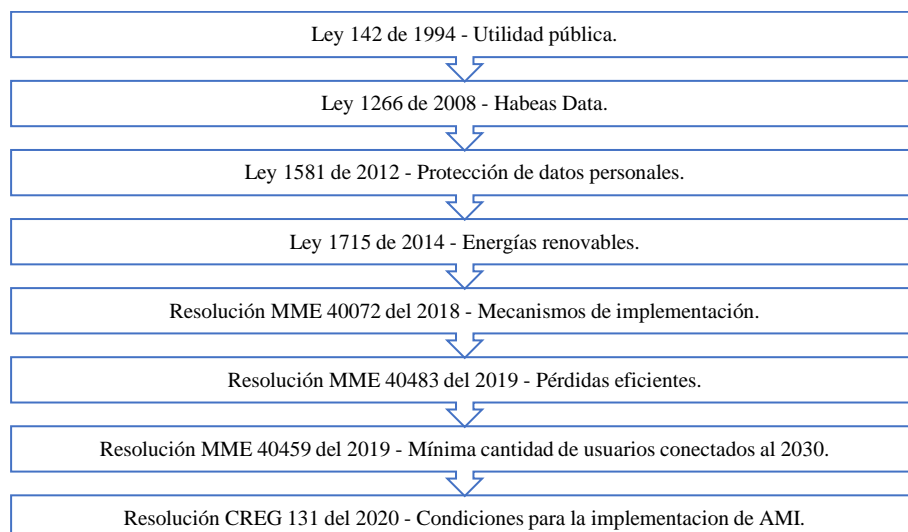 Ley 142 de 1994 - Utilidad pública.
Ley 1266 de 2008 - Habeas Data.
Ley 1581 de 2012 - Protección de datos personales.
Ley 1715 de 2014 - Energías renovables.
Resolución MME 40072 del 2018 - Mecanismos de implementación.
Resolución MME 40483 del 2019 - Pérdidas eficientes.
Resolución MME 40459 del 2019 - Mínima cantidad de usuarios conectados al 2030.
Resolución CREG 131 del 2020 - Condiciones para la implementacion de AMI.